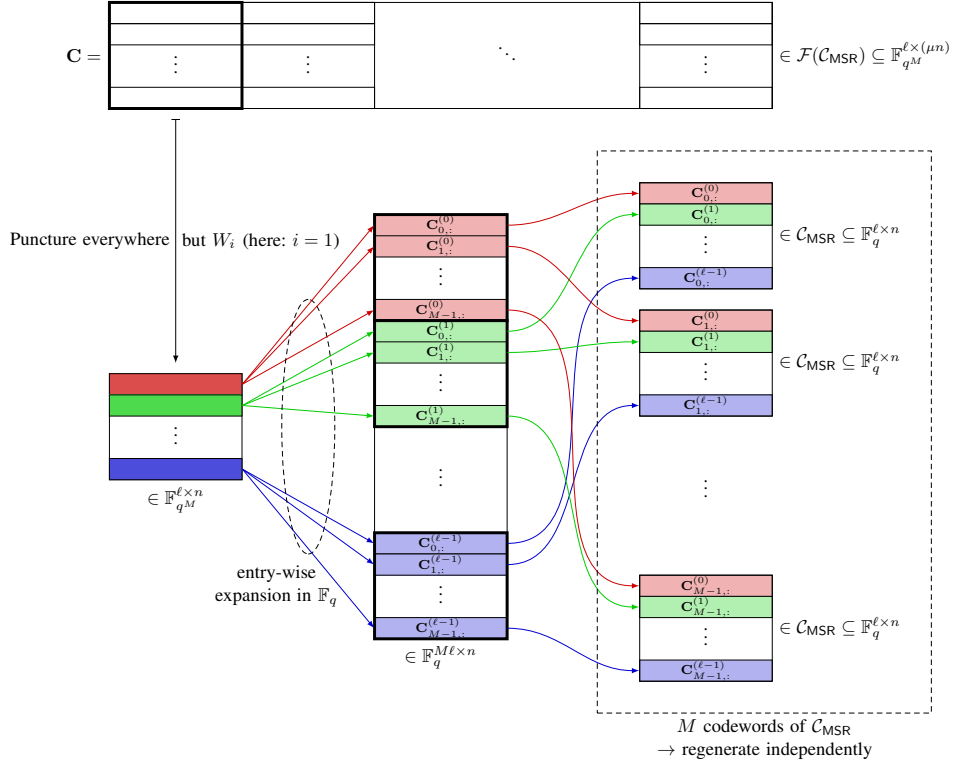 C =
⋮
⋮
⋱
⋮
∈ 𝓕(𝒞_MSR) ⊆ 𝔽_{q^M}^{ℓ×(μn)}
Puncture everywhere but W_i (here: i = 1)
⋮
∈ 𝔽_{q^M}^{ℓ×n}
entry-wise
expansion in 𝔽_q
C_{0,:}^{(0)}
C_{1,:}^{(0)}
⋮
C_{M−1,:}^{(0)}
C_{0,:}^{(1)}
C_{1,:}^{(1)}
⋮
C_{M−1,:}^{(1)}
⋮
C_{0,:}^{(ℓ−1)}
C_{1,:}^{(ℓ−1)}
⋮
C_{M−1,:}^{(ℓ−1)}
∈ 𝔽_q^{Mℓ×n}
C_{0,:}^{(0)}
C_{0,:}^{(1)}
⋮
C_{0,:}^{(ℓ−1)}
∈ 𝒞_MSR ⊆ 𝔽_q^{ℓ×n}
C_{1,:}^{(0)}
C_{1,:}^{(1)}
⋮
C_{1,:}^{(ℓ−1)}
∈ 𝒞_MSR ⊆ 𝔽_q^{ℓ×n}
⋮
C_{M−1,:}^{(0)}
C_{M−1,:}^{(1)}
⋮
C_{M−1,:}^{(ℓ−1)}
∈ 𝒞_MSR ⊆ 𝔽_q^{ℓ×n}
M codewords of 𝒞_MSR
→ regenerate independently